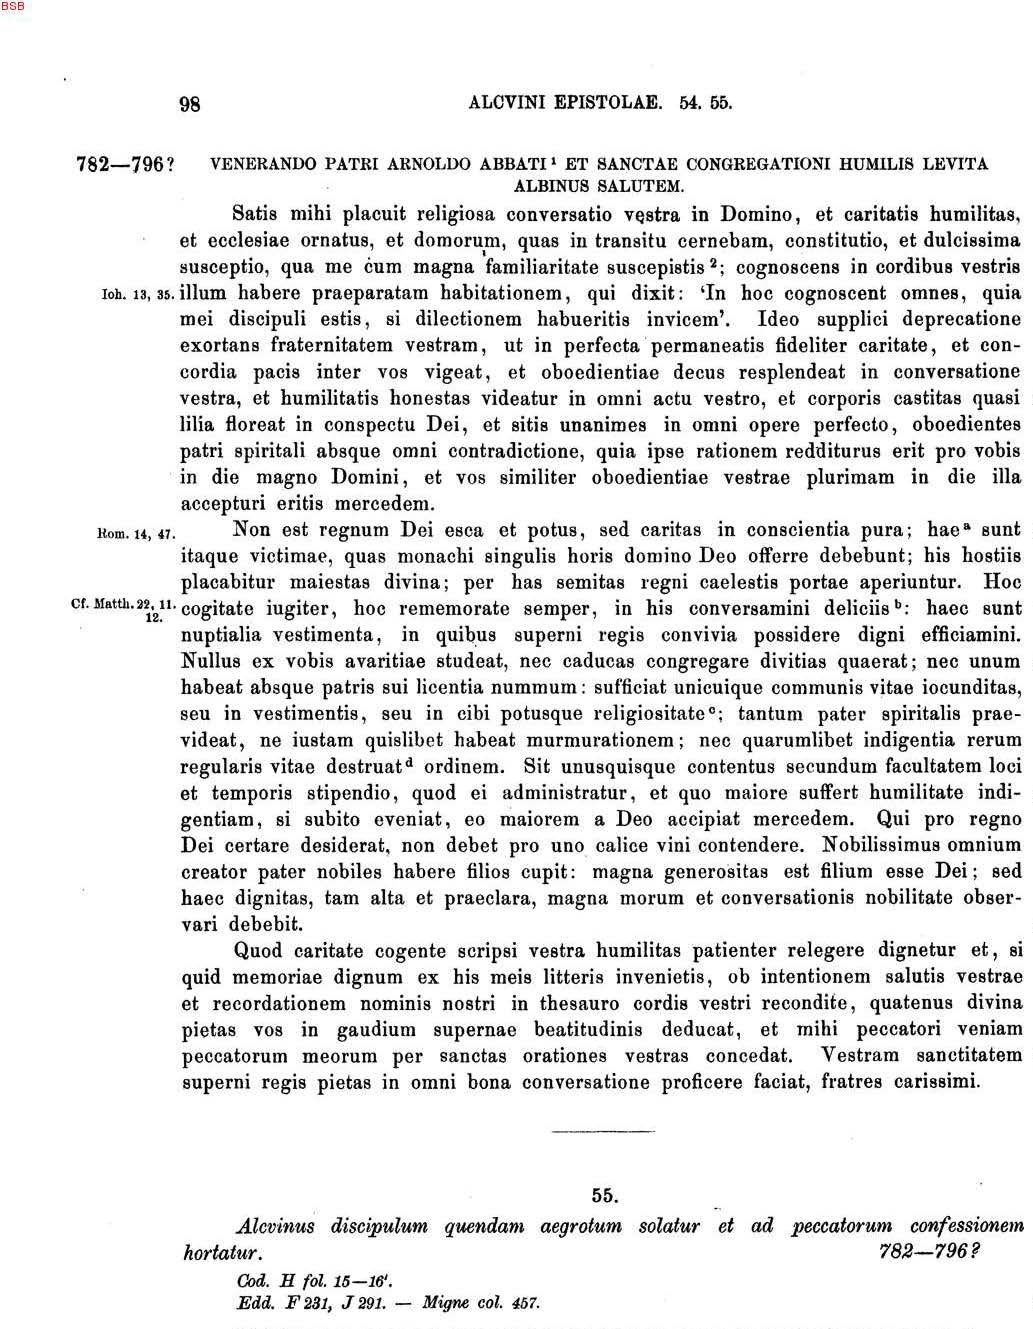 BSB
98 ALCVINI EPISTOLAE. 54. 55.
782—796? VENERANDO PATRI ARNOLDO ABBATI¹ ET SANCTAE CONGREGATIONI HUMILIS LEVITA
ALBINUS SALUTEM.
Satis mihi placuit religiosa conversatio vęstra in Domino, et caritatis humilitas,
et ecclesiae ornatus, et domorum, quas in transitu cernebam, constitutio, et dulcissima
susceptio, qua me cum magna familiaritate suscepistis²; cognoscens in cordibus vestris
Ioh. 13, 35. illum habere praeparatam habitationem, qui dixit: ‘In hoc cognoscent omnes, quia
mei discipuli estis, si dilectionem habueritis invicem’. Ideo supplici deprecatione
exortans fraternitatem vestram, ut in perfecta permaneatis fideliter caritate, et con-
cordia pacis inter vos vigeat, et oboedientiae decus resplendeat in conversatione
vestra, et humilitatis honestas videatur in omni actu vestro, et corporis castitas quasi
lilia floreat in conspectu Dei, et sitis unanimes in omni opere perfecto, oboedientes
patri spiritali absque omni contradictione, quia ipse rationem redditurus erit pro vobis
in die magno Domini, et vos similiter oboedientiae vestrae plurimam in die illa
accepturi eritis mercedem.
Rom. 14, 47. Non est regnum Dei esca et potus, sed caritas in conscientia pura; haeᵃ sunt
itaque victimae, quas monachi singulis horis domino Deo offerre debebunt; his hostiis
placabitur maiestas divina; per has semitas regni caelestis portae aperiuntur. Hoc
Cf. Matth. 22, 11. cogitate iugiter, hoc rememorate semper, in his conversamini deliciisᵇ: haec sunt
12.
nuptialia vestimenta, in quibus superni regis convivia possidere digni efficiamini.
Nullus ex vobis avaritiae studeat, nec caducas congregare divitias quaerat; nec unum
habeat absque patris sui licentia nummum: sufficiat unicuique communis vitae iocunditas,
seu in vestimentis, seu in cibi potusque religiositateᶜ; tantum pater spiritalis prae-
videat, ne iustam quislibet habeat murmurationem; nec quarumlibet indigentia rerum
regularis vitae destruatᵈ ordinem. Sit unusquisque contentus secundum facultatem loci
et temporis stipendio, quod ei administratur, et quo maiore suffert humilitate indi-
gentiam, si subito eveniat, eo maiorem a Deo accipiat mercedem. Qui pro regno
Dei certare desiderat, non debet pro uno calice vini contendere. Nobilissimus omnium
creator pater nobiles habere filios cupit: magna generositas est filium esse Dei; sed
haec dignitas, tam alta et praeclara, magna morum et conversationis nobilitate obser-
vari debebit.
Quod caritate cogente scripsi vestra humilitas patienter relegere dignetur et, si
quid memoriae dignum ex his meis litteris invenietis, ob intentionem salutis vestrae
et recordationem nominis nostri in thesauro cordis vestri recondite, quatenus divina
pietas vos in gaudium supernae beatitudinis deducat, et mihi peccatori veniam
peccatorum meorum per sanctas orationes vestras concedat. Vestram sanctitatem
superni regis pietas in omni bona conversatione proficere faciat, fratres carissimi.
55.
Alcvinus discipulum quendam aegrotum solatur et ad peccatorum confessionem
hortatur. 782—796?
Cod. H fol. 15—16'.
Edd. F 231, J 291. — Migne col. 457.